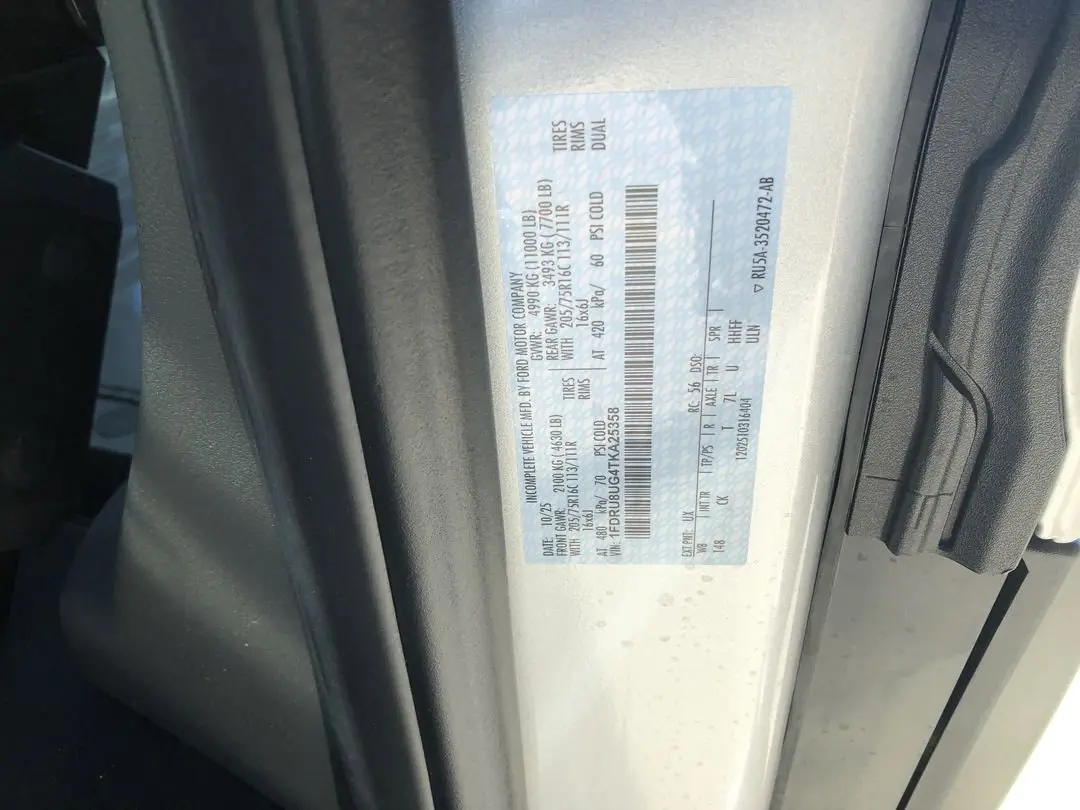 INCOMPLETE VEHICLE MFD. BY FORD MOTOR COMPANY
DATE: 10/25 GVWR: 4990 KG (11000 LB)
FRONT GAWR: 2100 KG (4630 LB) REAR GAWR: 3493 KG (7700 LB)
WITH 205/75R16C 113/111R TIRES WITH 205/75R16C 113/111R TIRES
16x6J RIMS 16x6J RIMS
AT 480 kPa/ 70 PSI COLD AT 420 kPa/ 60 PSI COLD DUAL
VIN: 1FDRU8UG4TKA25358
EXT PNT: UX RC: 56 DSO:
WB INT TR TP/PS R AXLE TR SPR
148 CK T 7L U HHFF
1202510316404 ULN
▽ RU5A-3520472-AB